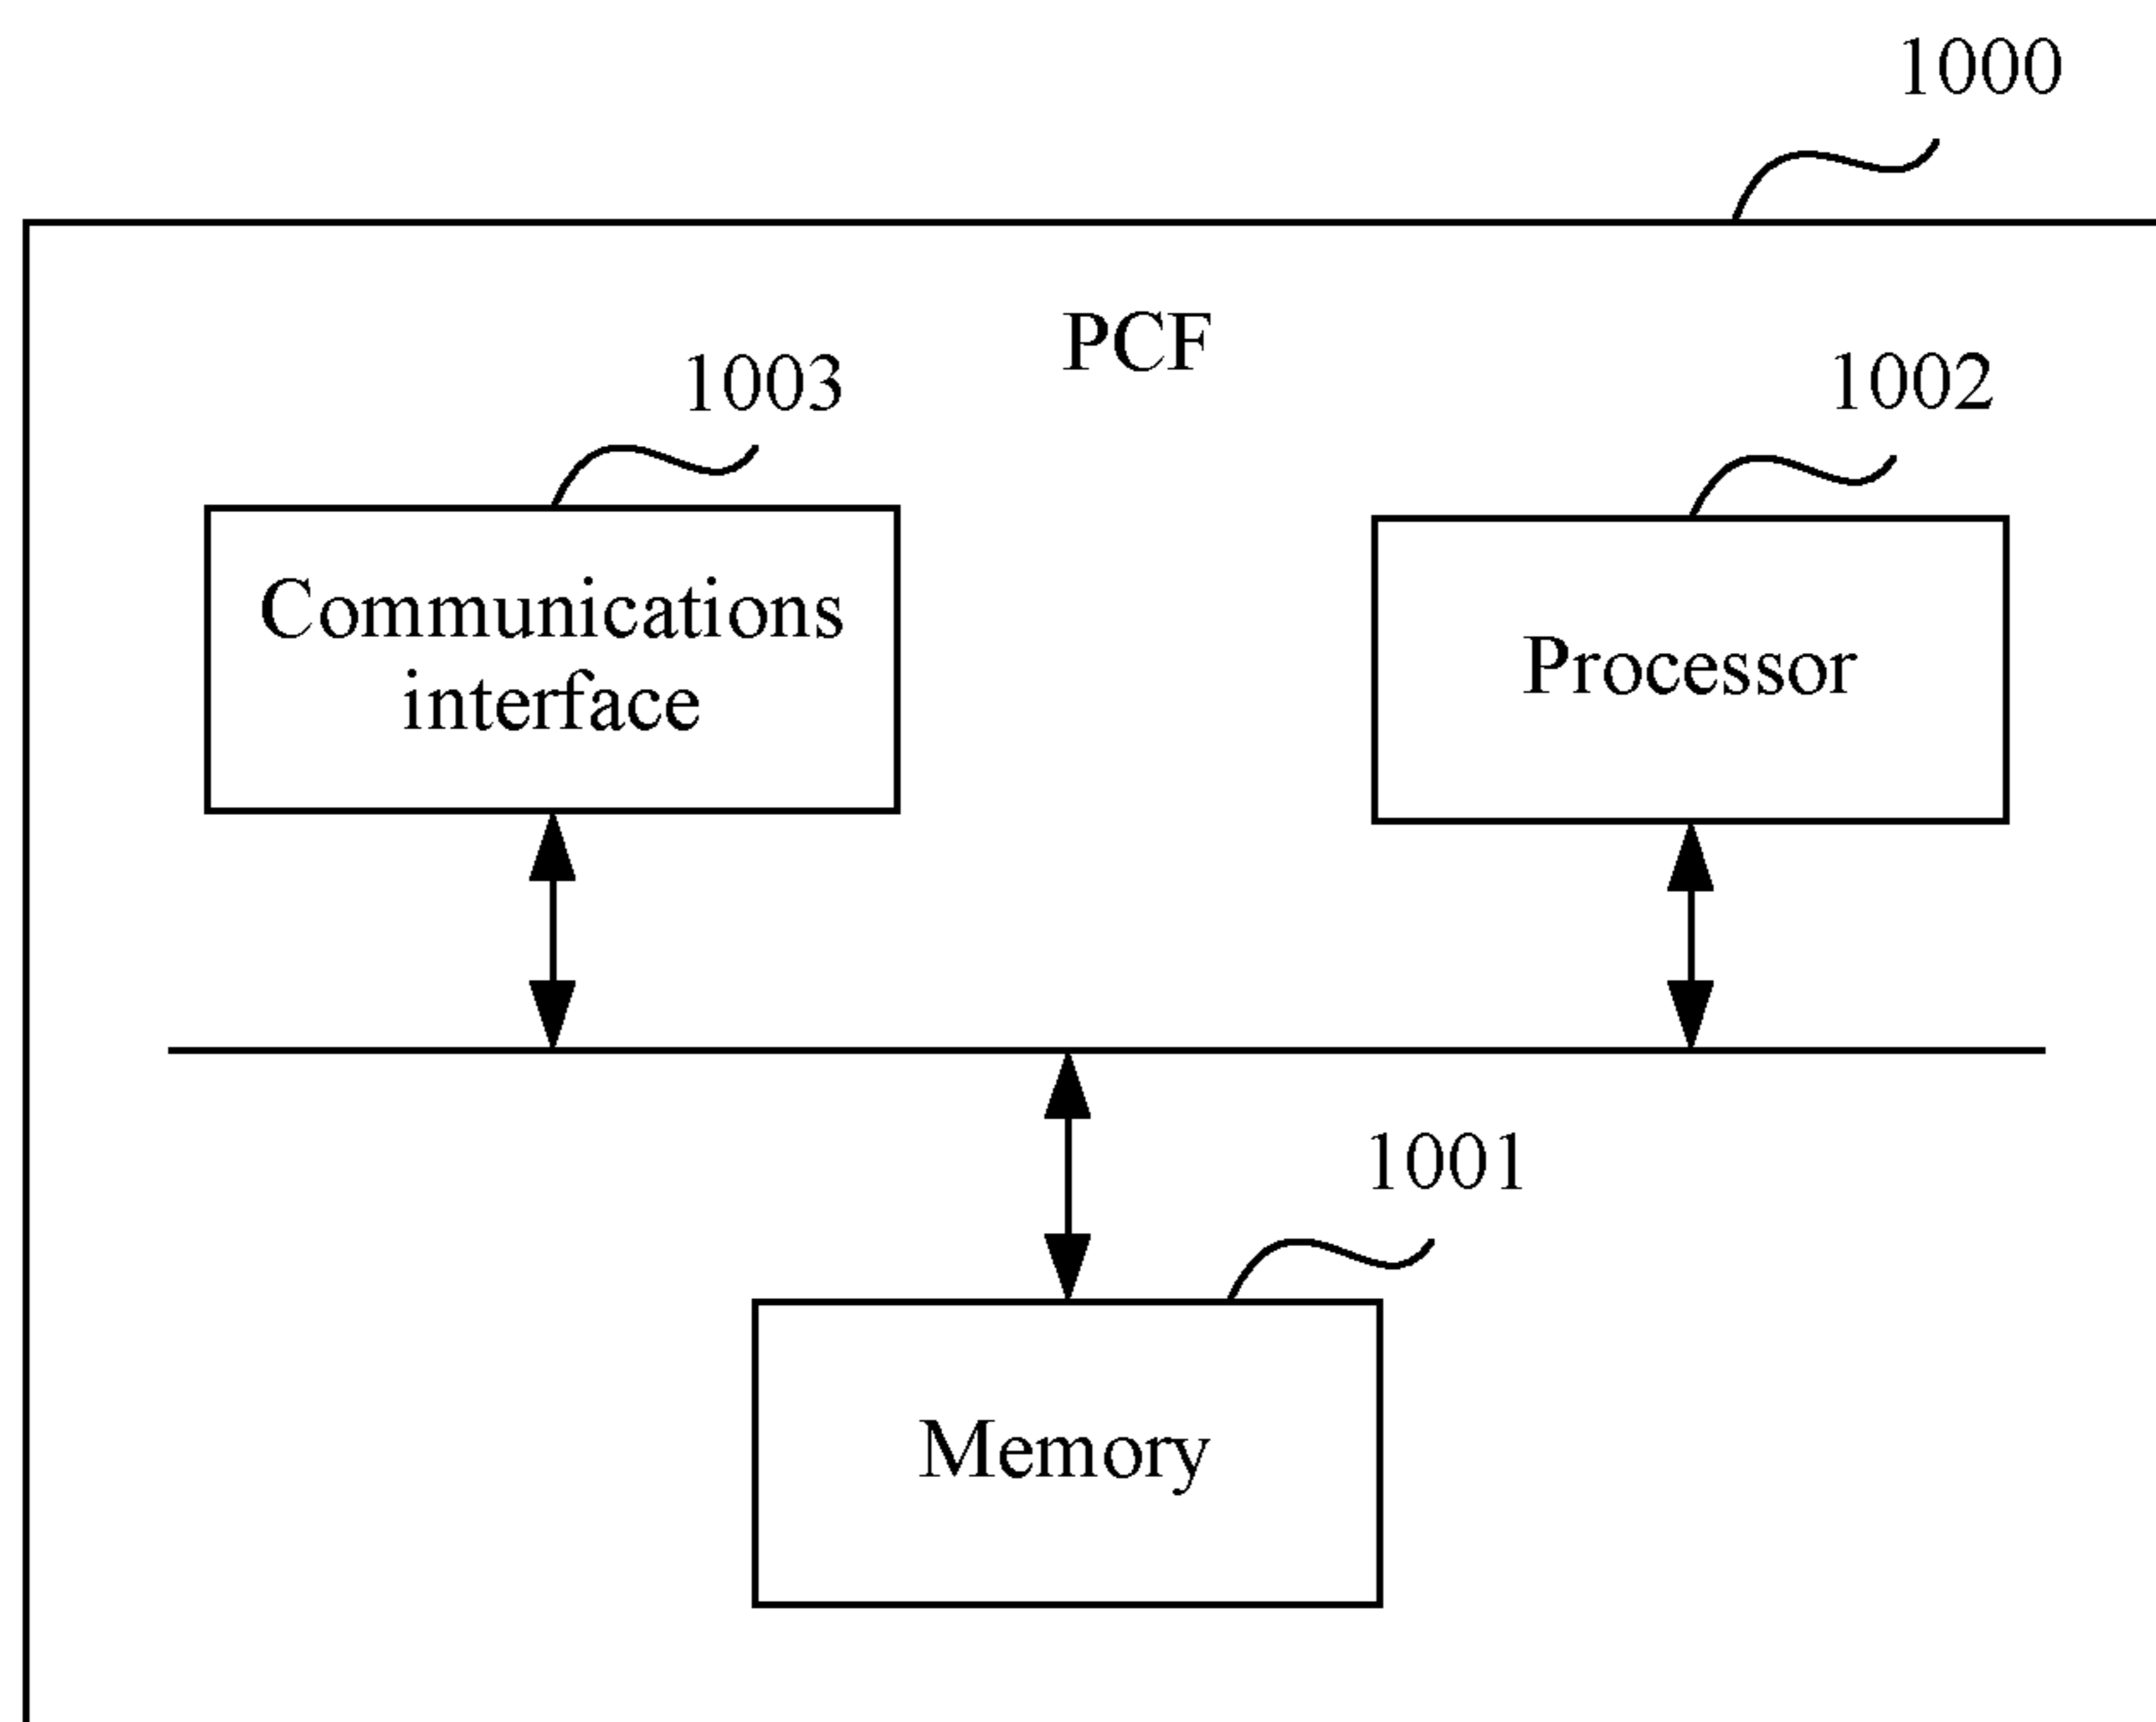 1000
PCF
1003
1002
Communications
interface
Processor
1001
Memory